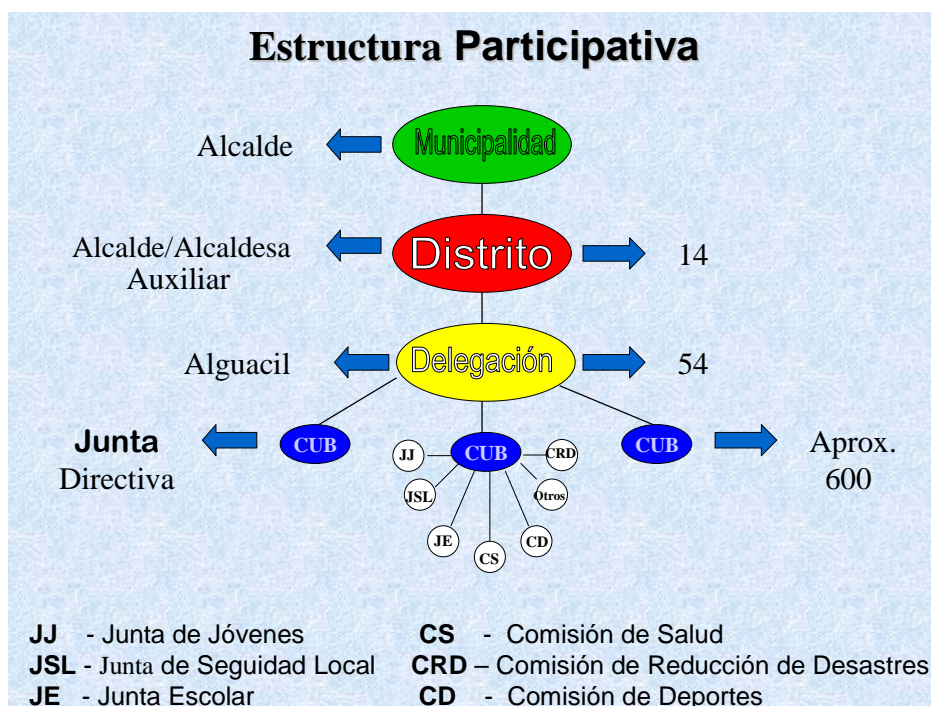 Estructura Participativa
Alcalde
Municipalidad
Alcalde/Alcaldesa
Auxiliar
Distrito
14
Alguacil
Delegación
54
Junta
Directiva
CUB
CUB
CUB
Aprox.
600
JJ
CRD
JSL
Otros
JE
CD
CS
JJ - Junta de Jóvenes
CS - Comisión de Salud
JSL - Junta de Seguidad Local
CRD – Comisión de Reducción de Desastres
JE - Junta Escolar
CD - Comisión de Deportes